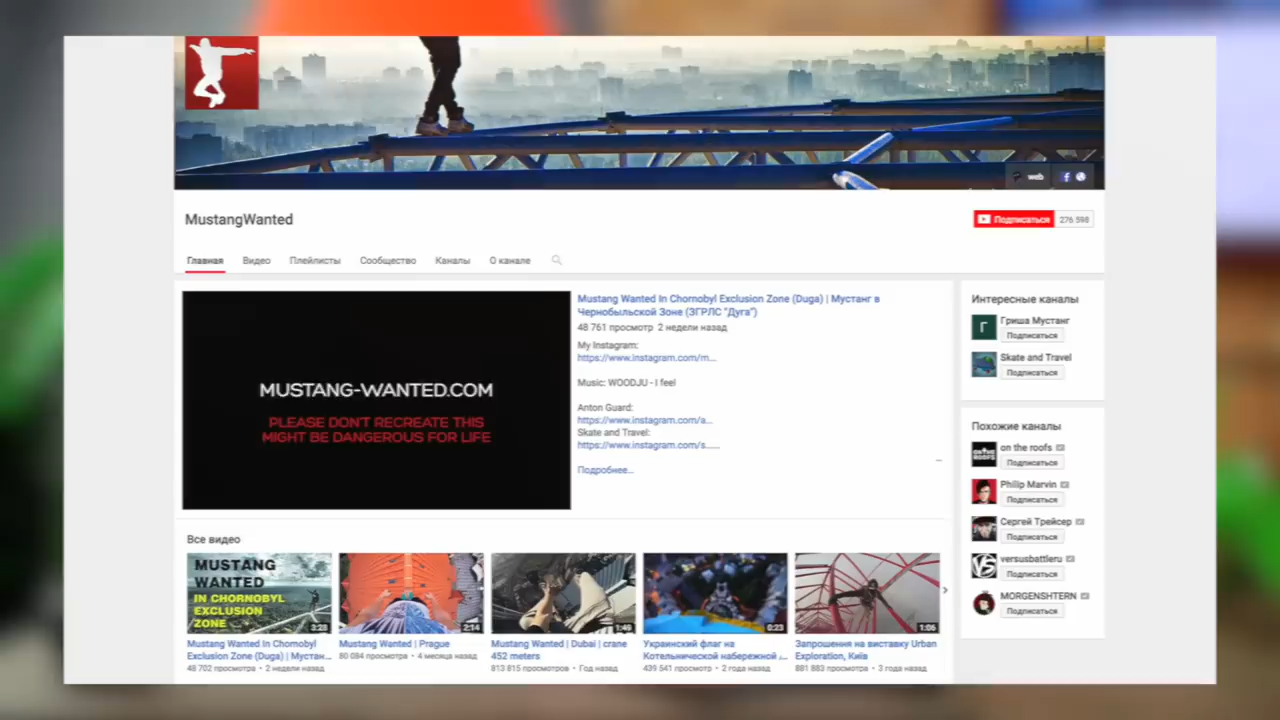 web
MustangWanted
Подписаться 276 598
Главная Видео Плейлисты Сообщество Каналы О канале
MUSTANG-WANTED.COM
PLEASE DON'T RECREATE THIS
MIGHT BE DANGEROUS FOR LIFE
Mustang Wanted In Chornobyl Exclusion Zone (Duga) | Мустанг в
Чернобыльской Зоне (ЗГРЛС "Дуга")
48 761 просмотр 2 недели назад
My Instagram:
https://www.instagram.com/m...
Music: WOODJU - I feel
Anton Guard:
https://www.instagram.com/a...
Skate and Travel:
https://www.instagram.com/s......
Подробнее...
Интересные каналы
Г
Гриша Мустанг
Подписаться
Skate and Travel
Подписаться
Похожие каналы
ON THE
ROOFS
on the roofs
Подписаться
Philip Marvin
Подписаться
Сергей Трейсер
Подписаться
VS
versusbattleru
Подписаться
MORGENSHTERN
Подписаться
Все видео
MUSTANG
WANTED
IN CHORNOBYL
EXCLUSION
ZONE
3:28
Mustang Wanted In Chornobyl
Exclusion Zone (Duga) | Мустан...
48 702 просмотра • 2 недели назад
2:14
Mustang Wanted | Prague
80 084 просмотра • 4 месяца назад
1:49
Mustang Wanted | Dubai | crane
452 meters
813 815 просмотров • Год назад
0:23
Украинский флаг на
Котельнической набережной ...
439 541 просмотр • 2 года назад
1:06
Запрошення на виставку Urban
Exploration, Київ
881 883 просмотра • 3 года назад